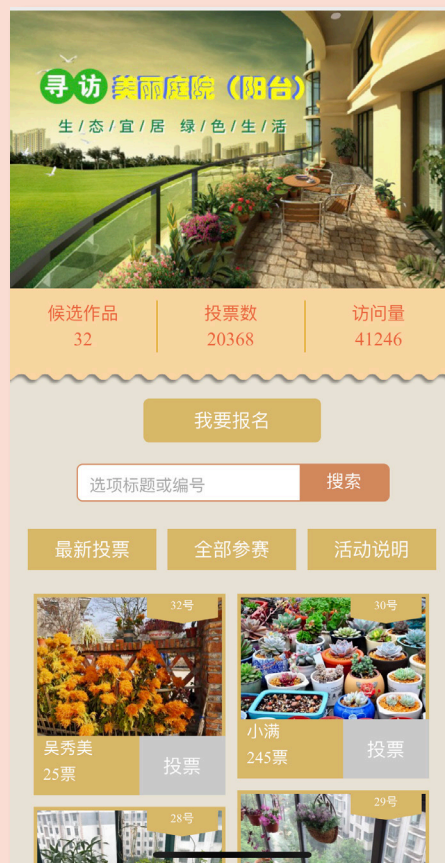 寻访美丽庭院（阳台）
生/态/宜/居 绿/色/生/活
候选作品 投票数 访问量
32 20368 41246
我要报名
选项标题或编号 搜索
最新投票 全部参赛 活动说明
32号
30号
吴秀美
25票
投票
小满
245票
投票
28号
29号